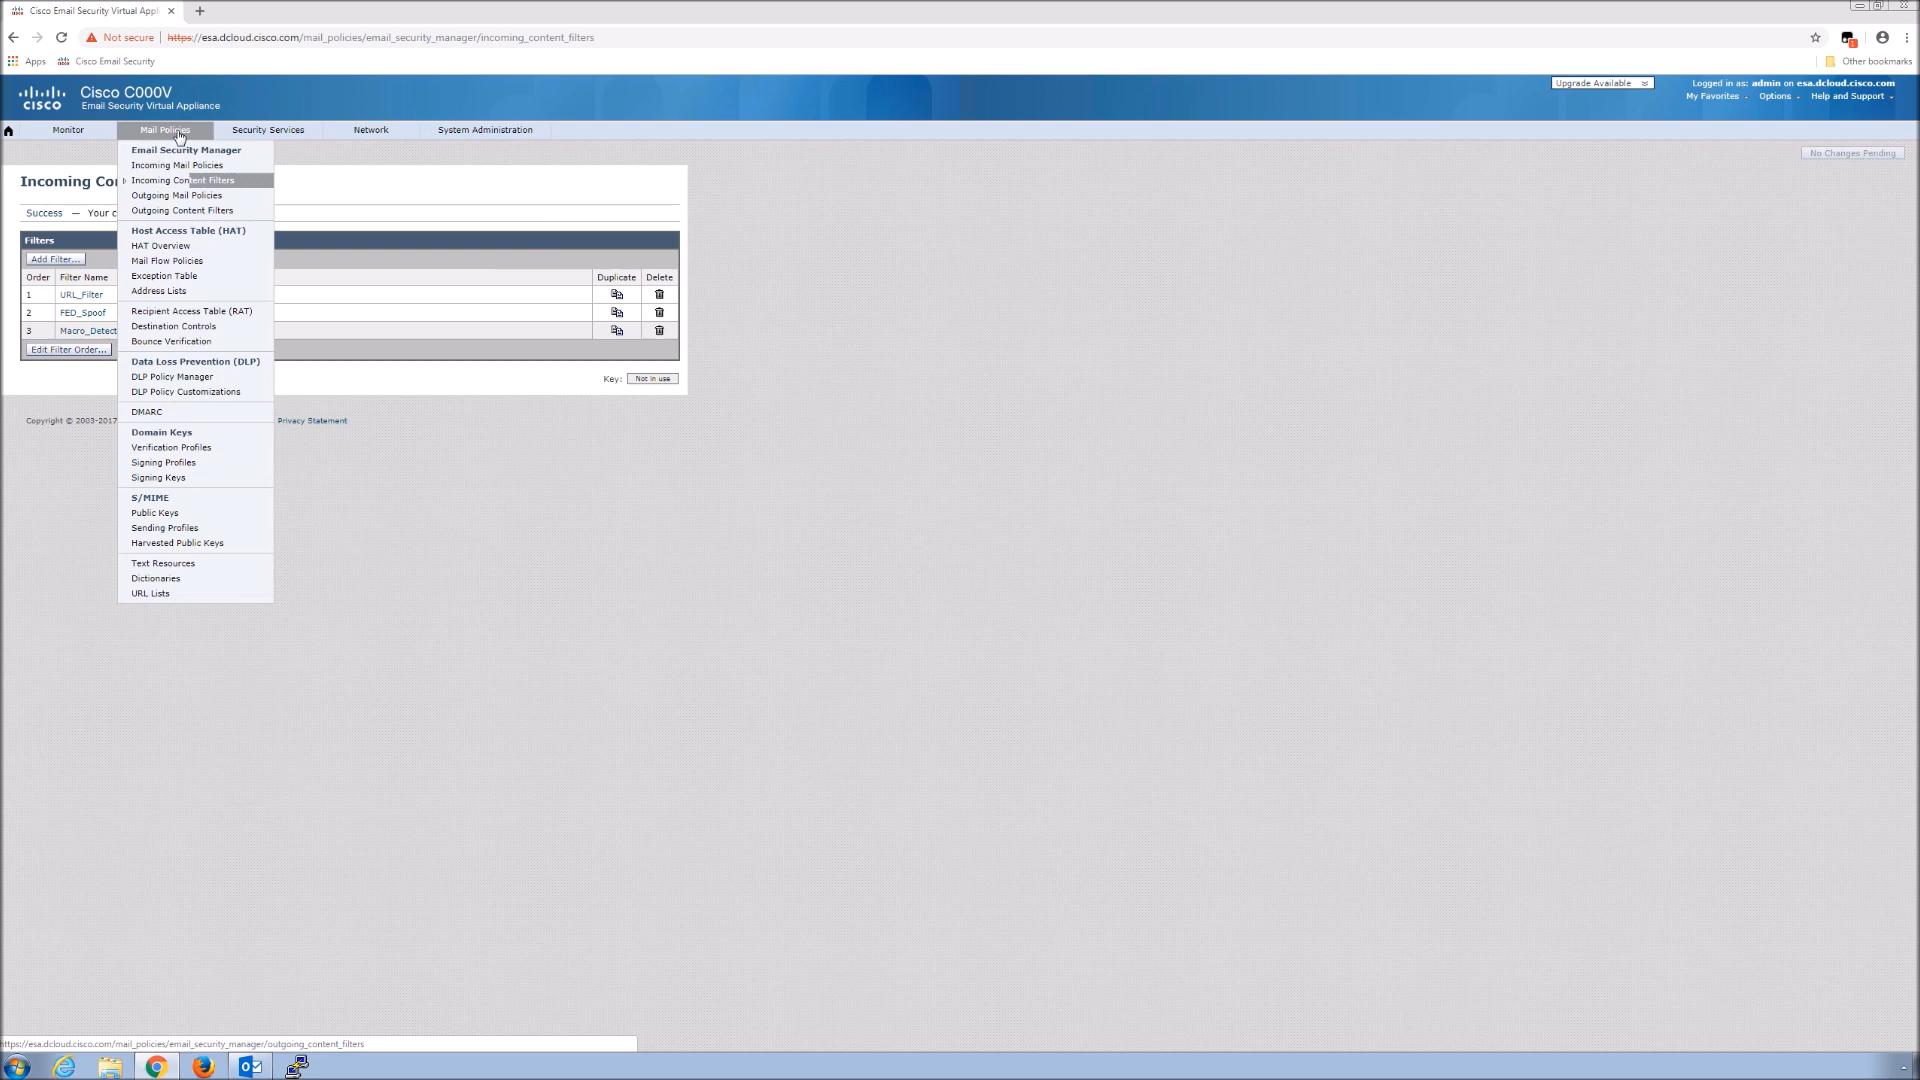 Cisco Email Security Virtual Appl
Not secure https://esa.dcloud.cisco.com/mail_policies/email_security_manager/incoming_content_filters
Apps Cisco Email Security Other bookmarks
CISCO
Cisco C000V
Email Security Virtual Appliance
Upgrade Available
Logged in as: admin on esa.dcloud.cisco.com
My Favorites Options Help and Support
Monitor Mail Policies Security Services Network System Administration
No Changes Pending
Email Security Manager
Incoming Mail Policies
Incoming Content Filters
Outgoing Mail Policies
Outgoing Content Filters
Host Access Table (HAT)
HAT Overview
Mail Flow Policies
Exception Table
Address Lists
Recipient Access Table (RAT)
Destination Controls
Bounce Verification
Data Loss Prevention (DLP)
DLP Policy Manager
DLP Policy Customizations
DMARC
Domain Keys
Verification Profiles
Signing Profiles
Signing Keys
S/MIME
Public Keys
Sending Profiles
Harvested Public Keys
Text Resources
Dictionaries
URL Lists
Incoming Co
Success — Your c
Filters
Add Filter...
Order Filter Name Duplicate Delete
1 URL_Filter
2 FED_Spoof
3 Macro_Detect
Edit Filter Order...
Key: Not in use
Copyright © 2003-2017 Privacy Statement
https://esa.dcloud.cisco.com/mail_policies/email_security_manager/outgoing_content_filters